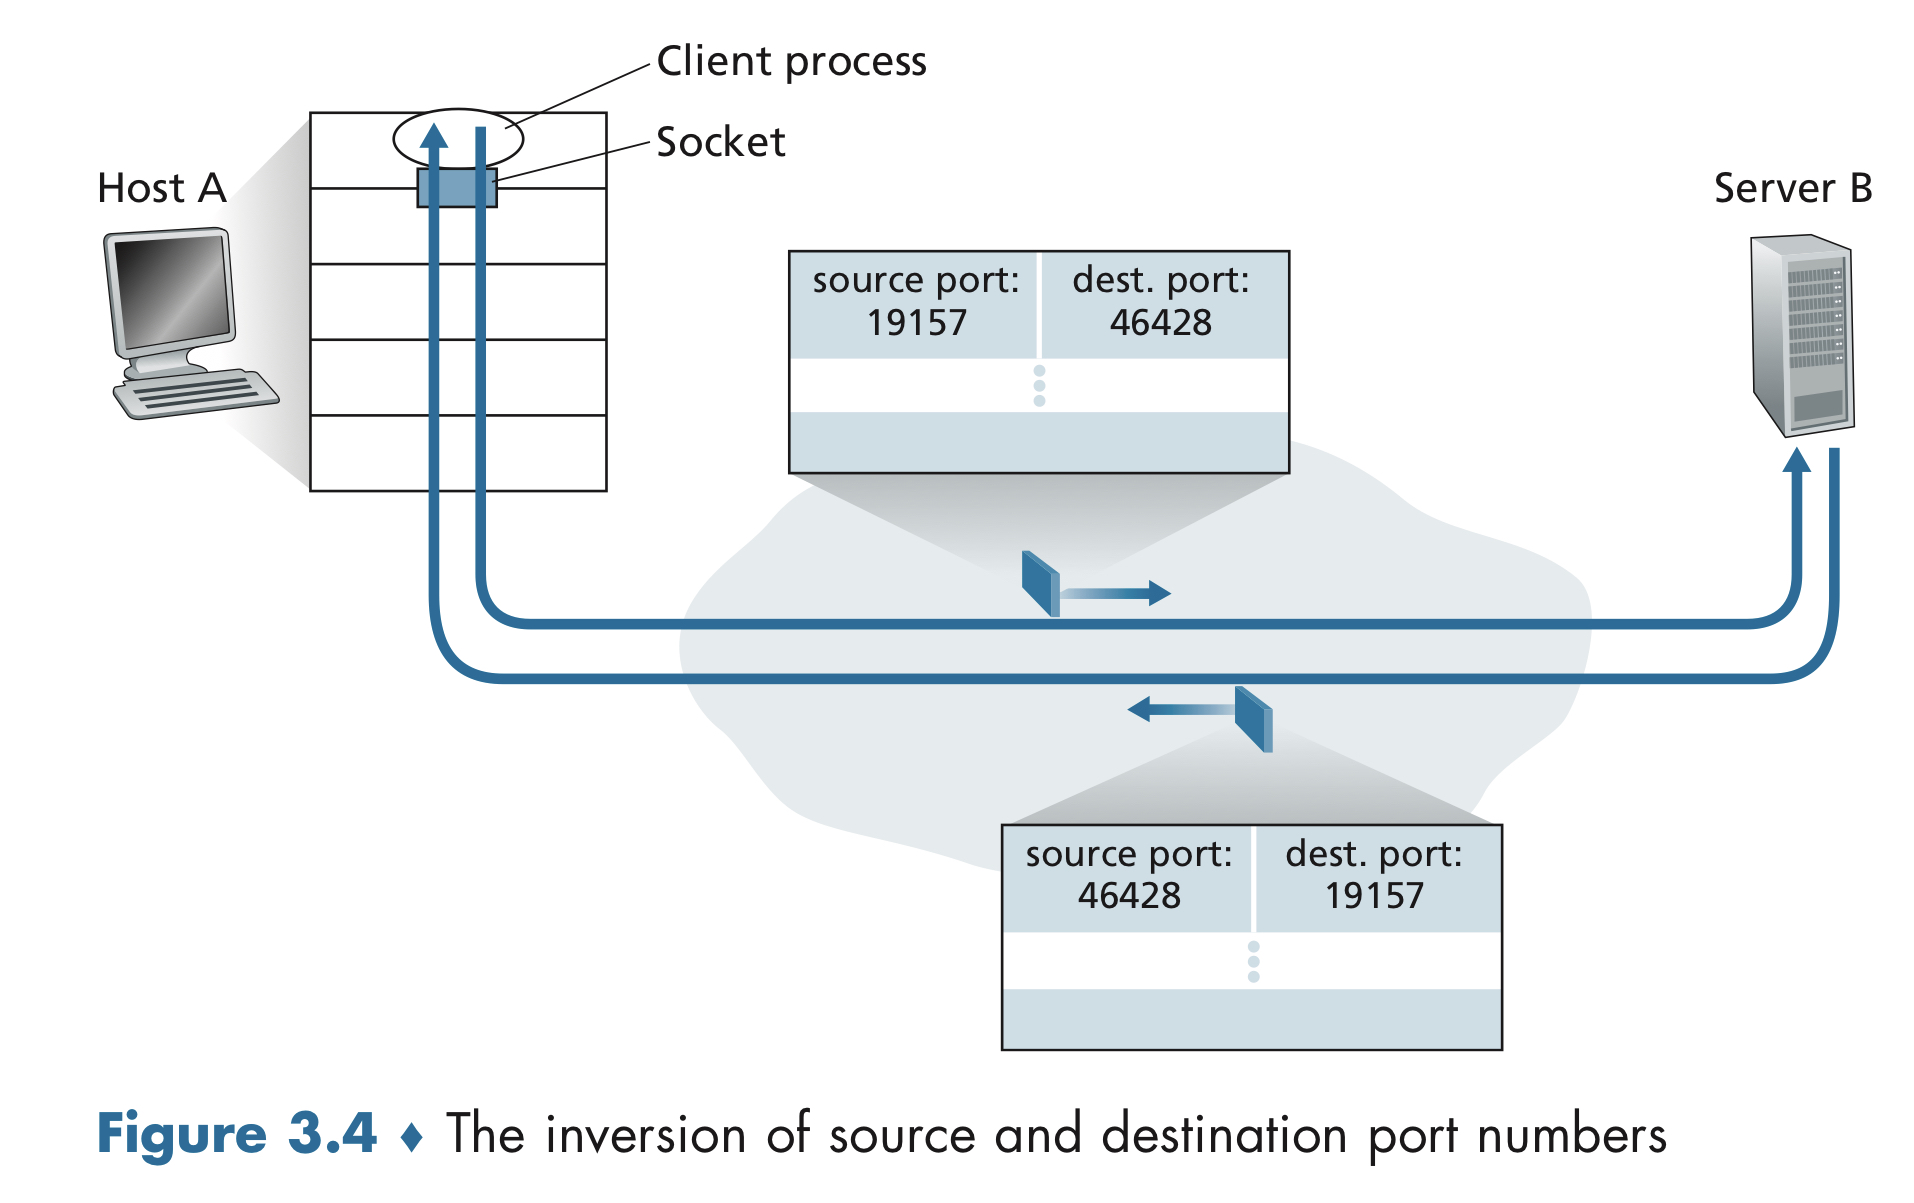 Client process
Socket
Host A
Server B
source port:
19157
dest. port:
46428
source port:
46428
dest. port:
19157
Figure 3.4 ♦ The inversion of source and destination port numbers